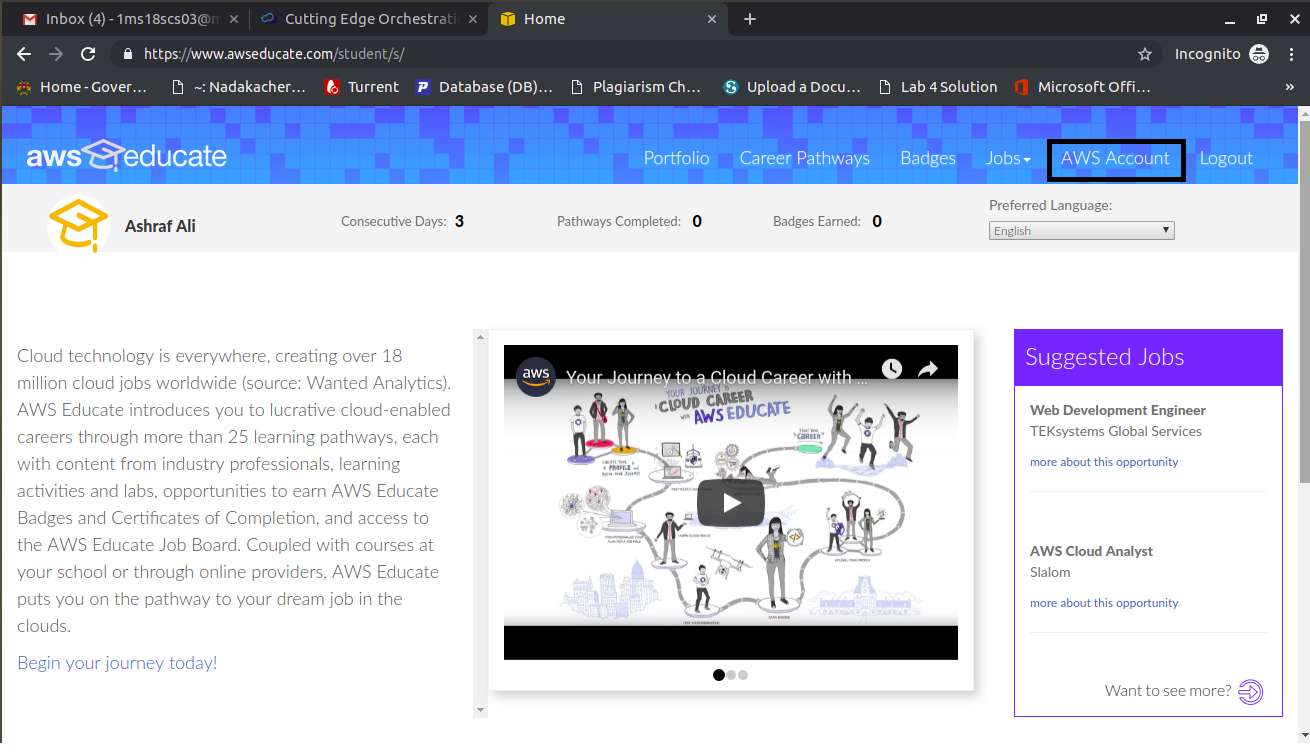 Inbox (4) - 1ms18scs03@m
Cutting Edge Orchestrati
Home
https://www.awseducate.com/student/s/
Incognito
Home - Gover...
~: Nadakacher...
Turrent
Database (DB)...
Plagiarism Ch...
Upload a Docu...
Lab 4 Solution
Microsoft Offi...
»
aws educate
Portfolio
Career Pathways
Badges
Jobs
AWS Account
Logout
Ashraf Ali
Consecutive Days: 3
Pathways Completed: 0
Badges Earned: 0
Preferred Language:
English
Cloud technology is everywhere, creating over 18
million cloud jobs worldwide (source: Wanted Analytics).
AWS Educate introduces you to lucrative cloud-enabled
careers through more than 25 learning pathways, each
with content from industry professionals, learning
activities and labs, opportunities to earn AWS Educate
Badges and Certificates of Completion, and access to
the AWS Educate Job Board. Coupled with courses at
your school or through online providers, AWS Educate
puts you on the pathway to your dream job in the
clouds.
Begin your journey today!
aws
Your Journey to a Cloud Career with ...
YOUR JOURNEY
to a CLOUD CAREER
with AWS EDUCATE
START YOUR
CAREER
CREATE YOUR
PROFILE
Suggested Jobs
Web Development Engineer
TEKsystems Global Services
more about this opportunity
AWS Cloud Analyst
Slalom
more about this opportunity
Want to see more?